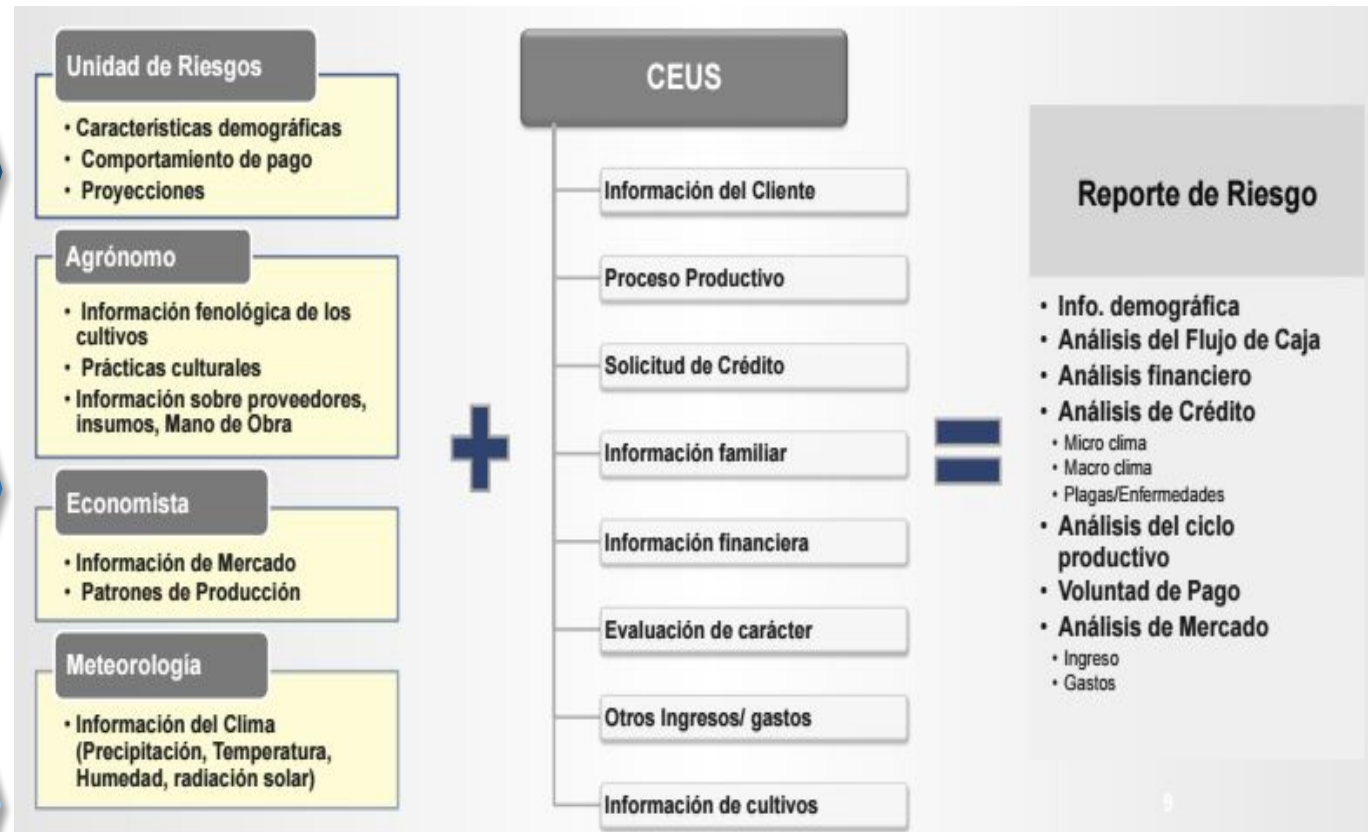 Unidad de Riesgos
• Características demográficas
• Comportamiento de pago
• Proyecciones
Agrónomo
• Información fenológica de los
cultivos
• Prácticas culturales
• Información sobre proveedores,
insumos, Mano de Obra
Economista
• Información de Mercado
• Patrones de Producción
Meteorología
• Información del Clima
(Precipitación, Temperatura,
Humedad, radiación solar)
+
CEUS
Información del Cliente
Proceso Productivo
Solicitud de Crédito
Información familiar
Información financiera
Evaluación de carácter
Otros Ingresos/ gastos
Información de cultivos
=
Reporte de Riesgo
• Info. demográfica
• Análisis del Flujo de Caja
• Análisis financiero
• Análisis de Crédito
• Micro clima
• Macro clima
• Plagas/Enfermedades
• Análisis del ciclo
productivo
• Voluntad de Pago
• Análisis de Mercado
• Ingreso
• Gastos
9